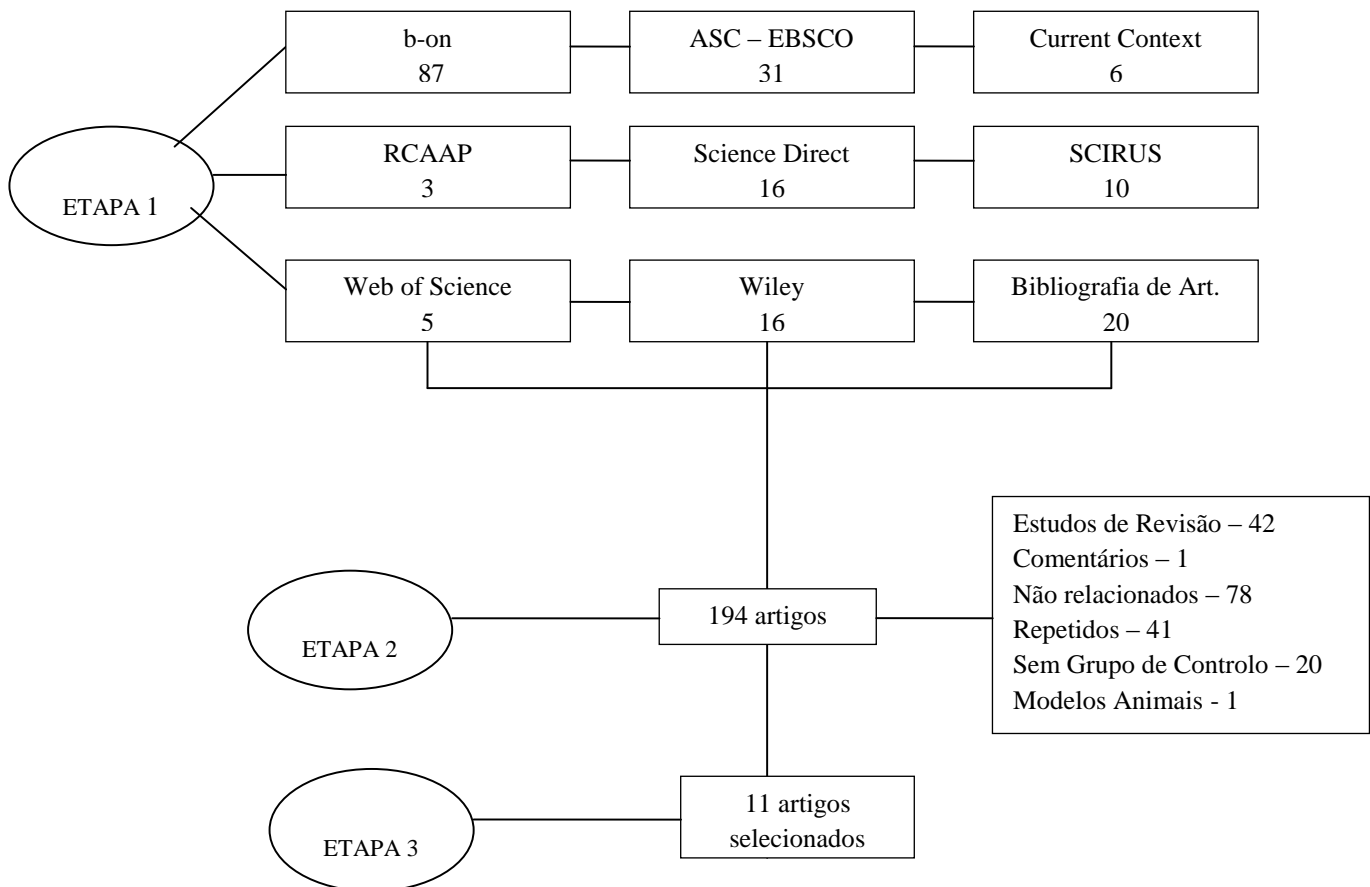 b-on
87
ASC – EBSCO
31
Current Context
6
ETAPA 1
RCAAP
3
Science Direct
16
SCIRUS
10
Web of Science
5
Wiley
16
Bibliografia de Art.
20
ETAPA 2
194 artigos
Estudos de Revisão – 42
Comentários – 1
Não relacionados – 78
Repetidos – 41
Sem Grupo de Controlo – 20
Modelos Animais - 1
ETAPA 3
11 artigos
selecionados